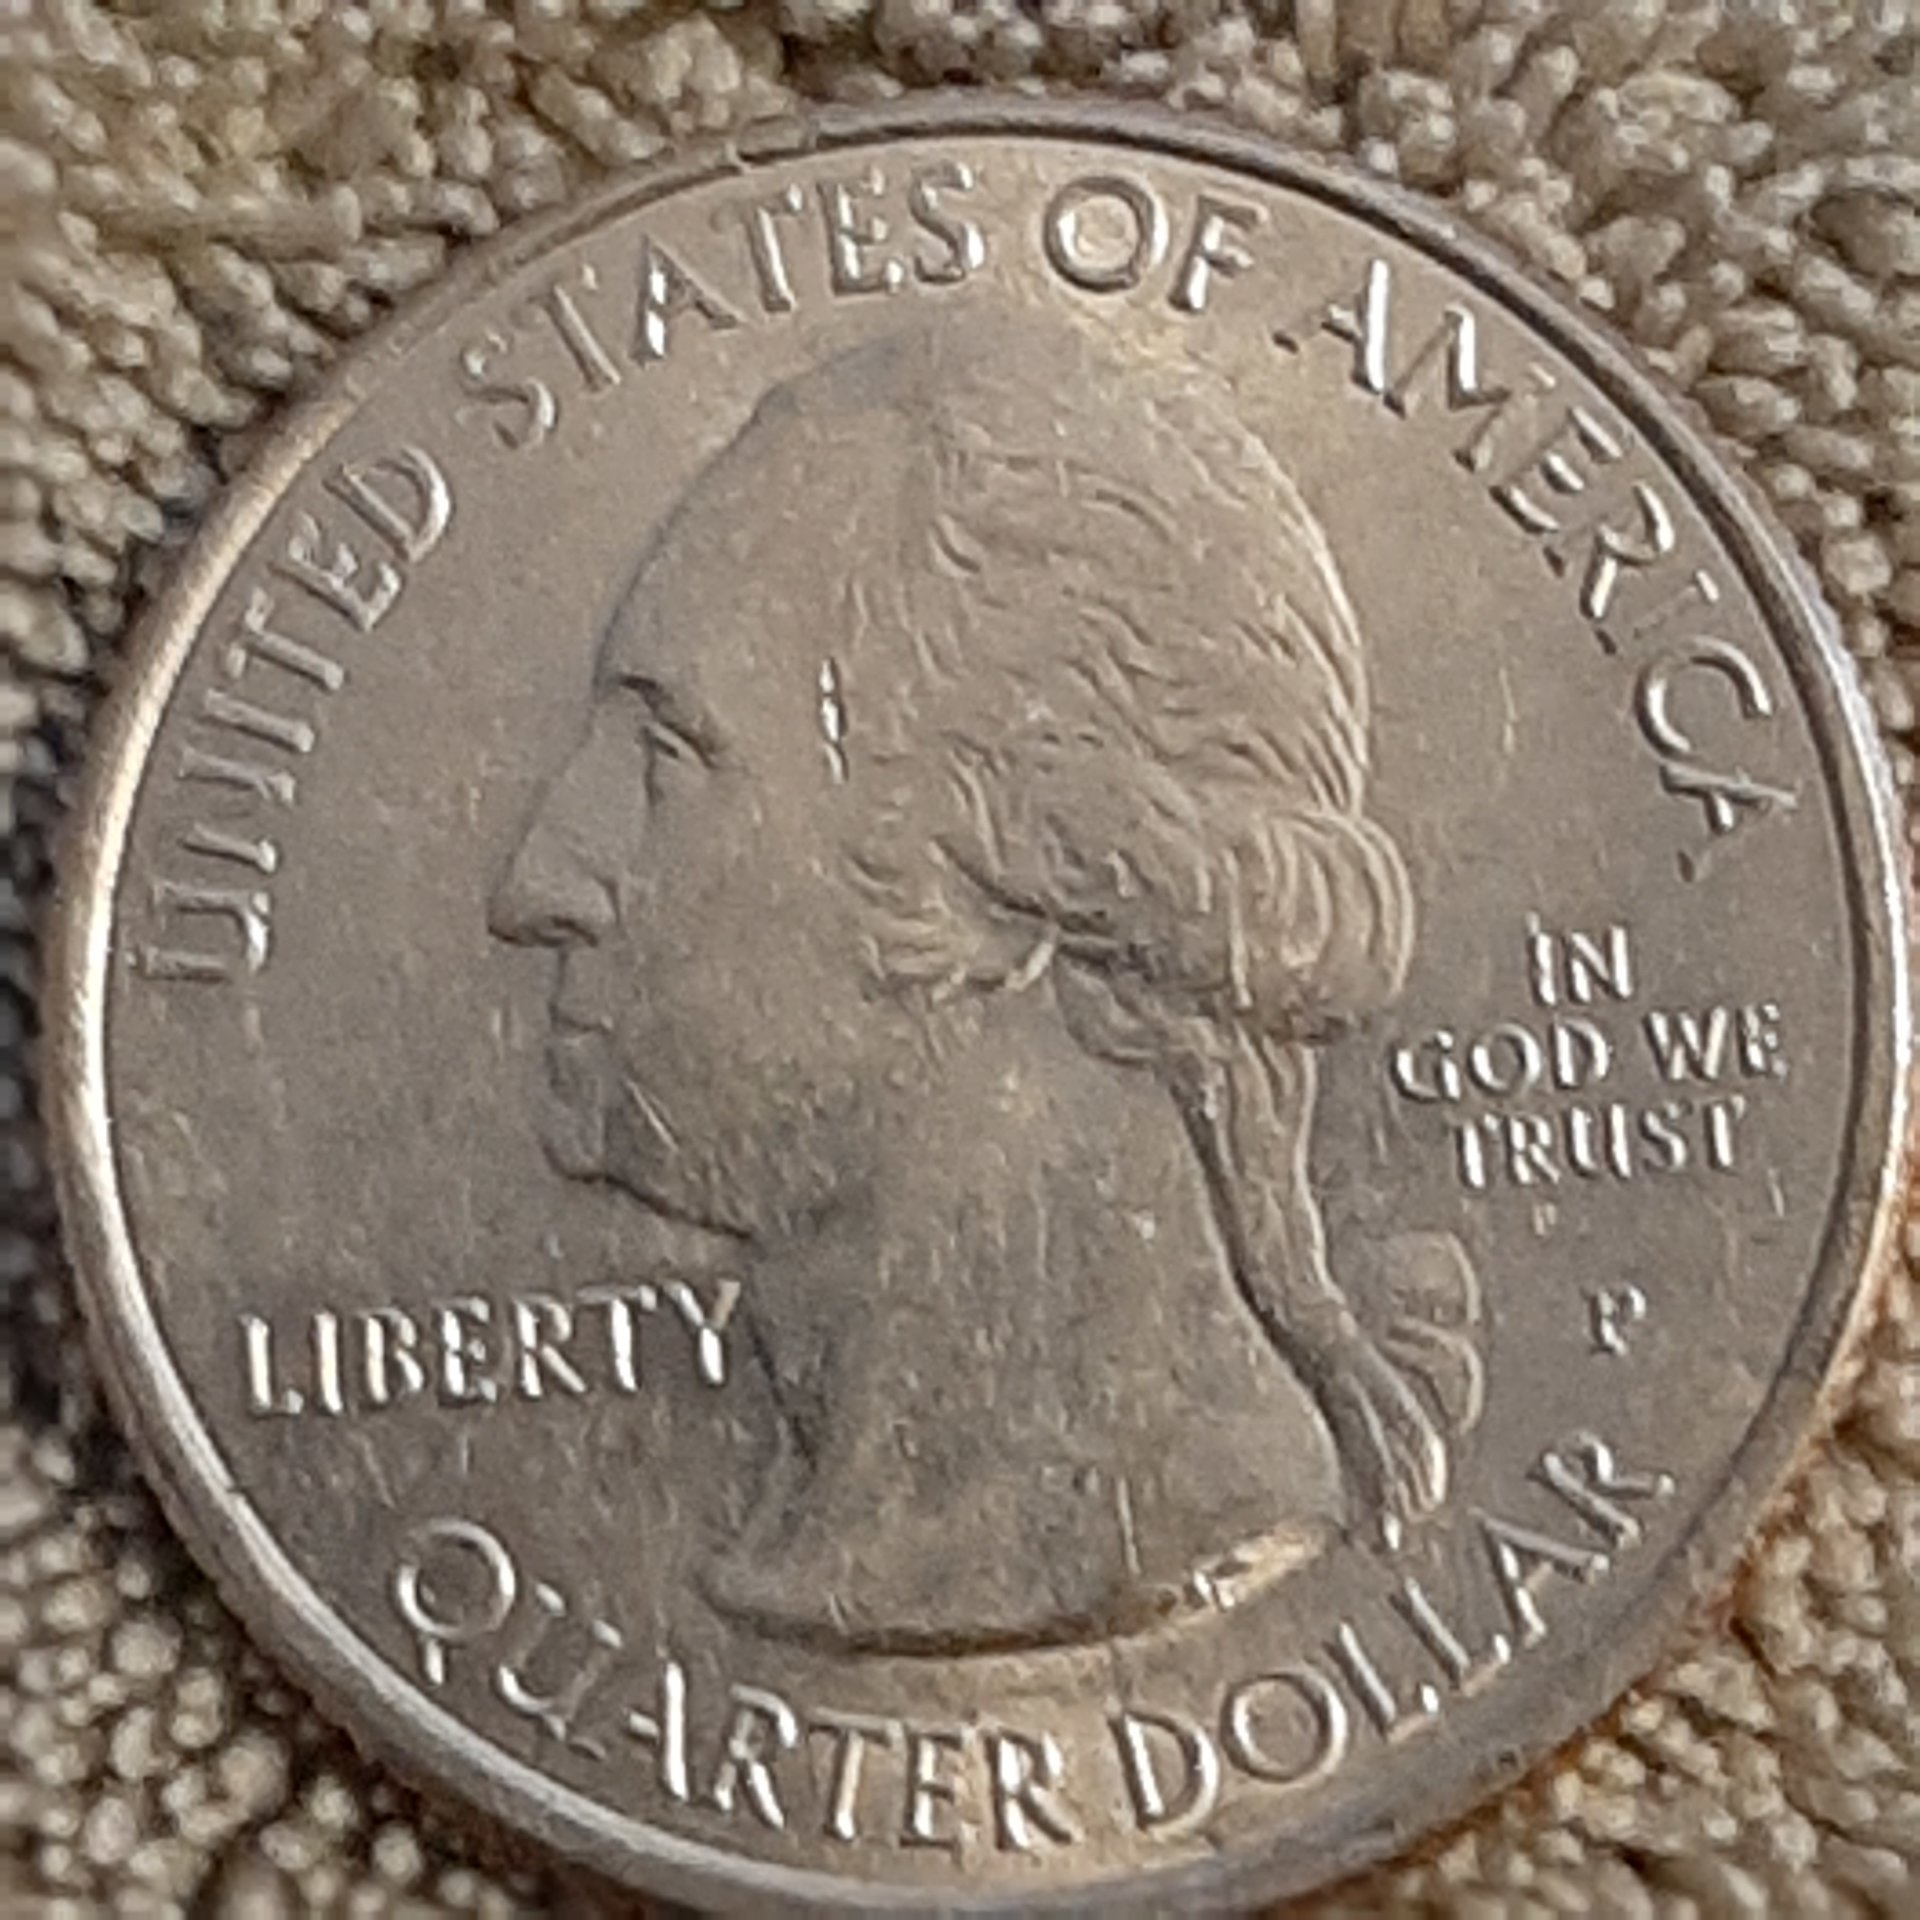 UNITED STATES OF AMERICA
IN
GOD WE
TRUST
P
LIBERTY
QUARTER DOLLAR